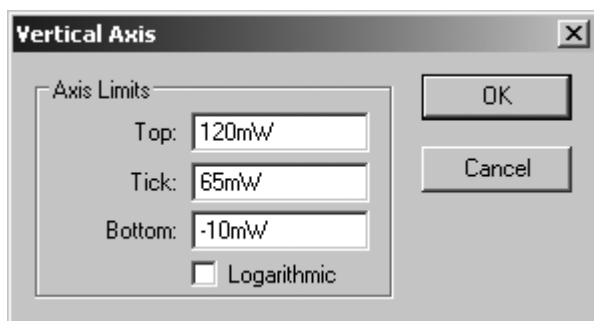 Vertical Axis
Axis Limits
Top: 120mW
Tick: 65mW
Bottom: -10mW
Logarithmic
OK
Cancel